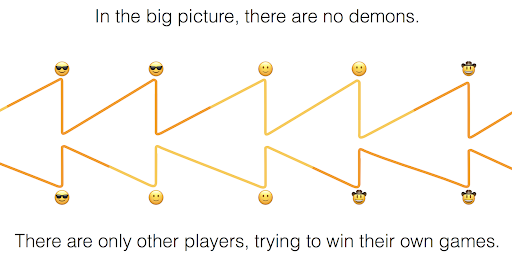 In the big picture, there are no demons.
There are only other players, trying to win their own games.